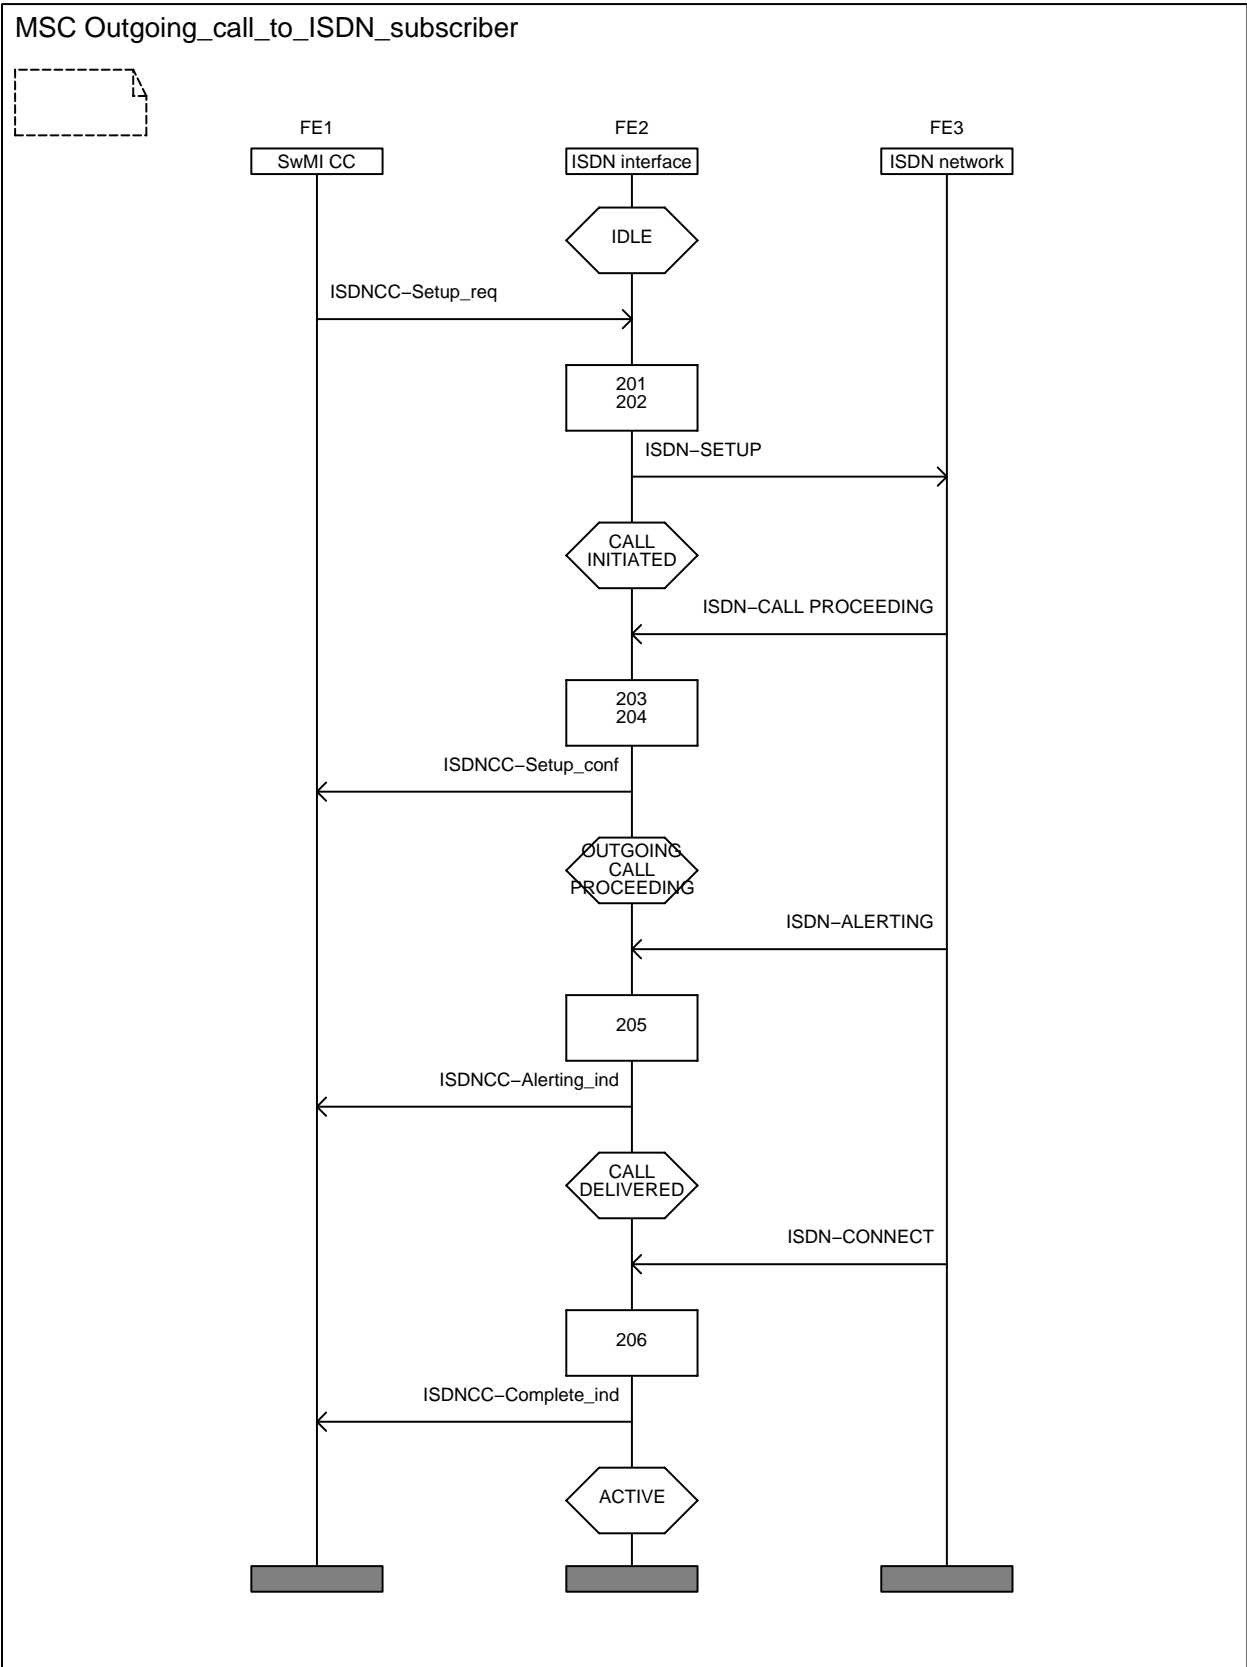 MSC Outgoing_call_to_ISDN_subscriber
FE1 FE2 FE3
SwMI CC ISDN interface ISDN network
IDLE
ISDNCC−Setup_req
201
202
ISDN−SETUP
CALL
INITIATED
ISDN−CALL PROCEEDING
203
204
ISDNCC−Setup_conf
OUTGOING
CALL
PROCEEDING
ISDN−ALERTING
205
ISDNCC−Alerting_ind
CALL
DELIVERED
ISDN−CONNECT
206
ISDNCC−Complete_ind
ACTIVE